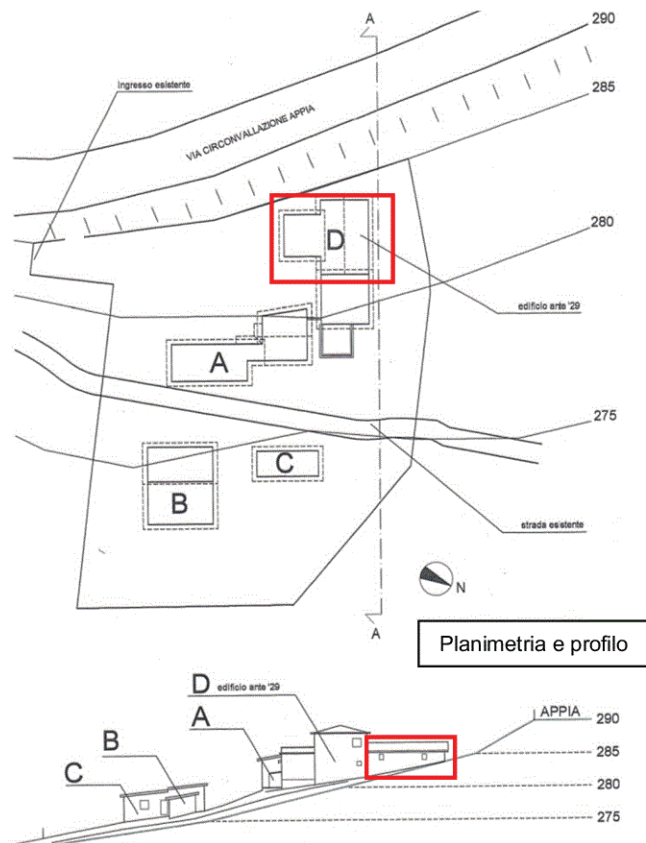 A
290
ingresso esistente
285
VIA CIRCONVALLAZIONE APPIA
D
280
edificio ante '29
A
275
C
B
strada esistente
N
A
Planimetria e profilo
D edificio ante '29
APPIA 290
A
285
B
C
280
275